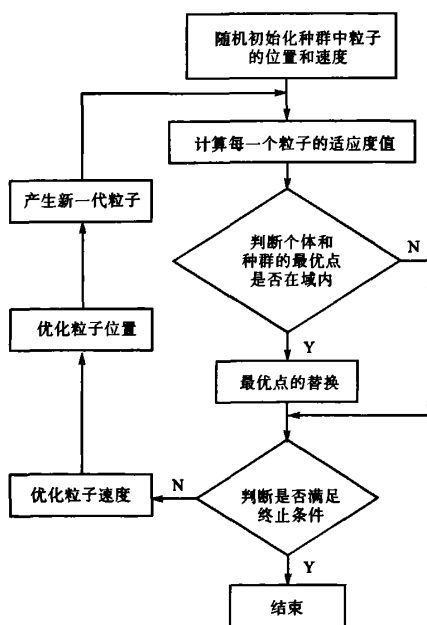 随机初始化种群中粒子
的位置和速度
计算每一个粒子的适应度值
产生新一代粒子
判断个体和
种群的最优点
是否在域内
N
优化粒子位置
Y
最优点的替换
优化粒子速度
N
判断是否满足
终止条件
Y
结束